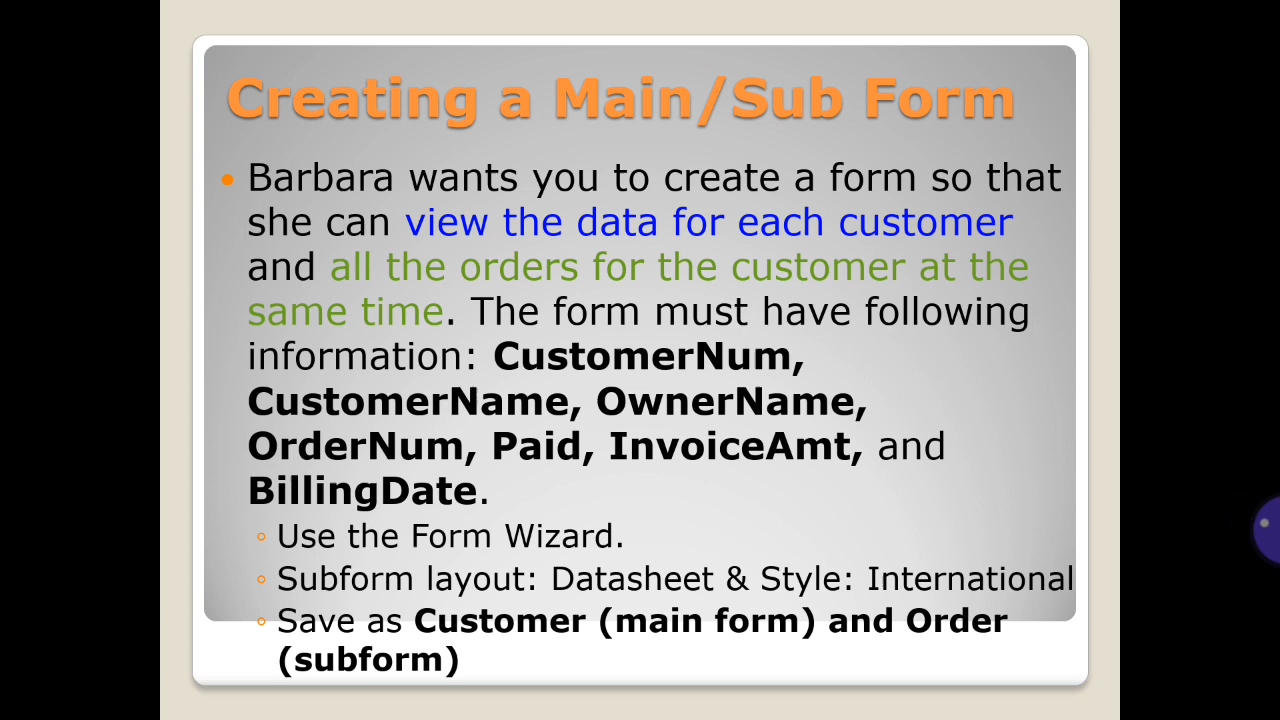 Creating a Main/Sub Form
• Barbara wants you to create a form so that
she can view the data for each customer
and all the orders for the customer at the
same time. The form must have following
information: CustomerNum,
CustomerName, OwnerName,
OrderNum, Paid, InvoiceAmt, and
BillingDate.
◦ Use the Form Wizard.
◦ Subform layout: Datasheet & Style: International
◦ Save as Customer (main form) and Order
(subform)